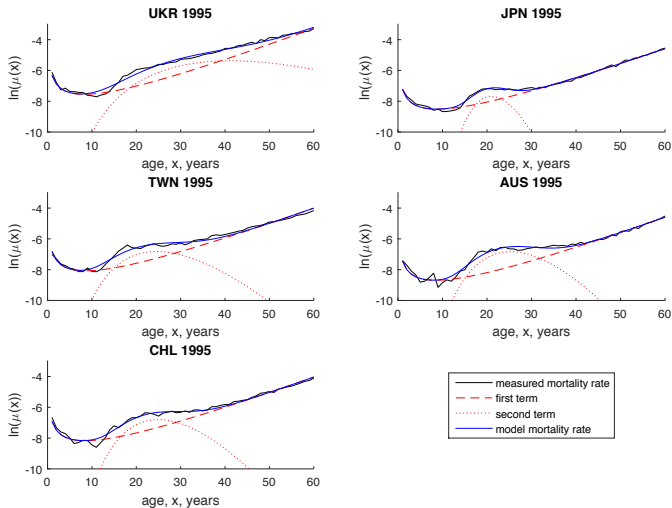 UKR 1995
JPN 1995
ln(μ(x))
-4
-6
-8
-10
0 10 20 30 40 50 60
age, x, years
ln(μ(x))
-4
-6
-8
-10
0 10 20 30 40 50 60
age, x, years
TWN 1995
AUS 1995
ln(μ(x))
-4
-6
-8
-10
0 10 20 30 40 50 60
age, x, years
ln(μ(x))
-4
-6
-8
-10
0 10 20 30 40 50 60
age, x, years
CHL 1995
ln(μ(x))
-4
-6
-8
-10
0 10 20 30 40 50 60
age, x, years
measured mortality rate
first term
second term
model mortality rate